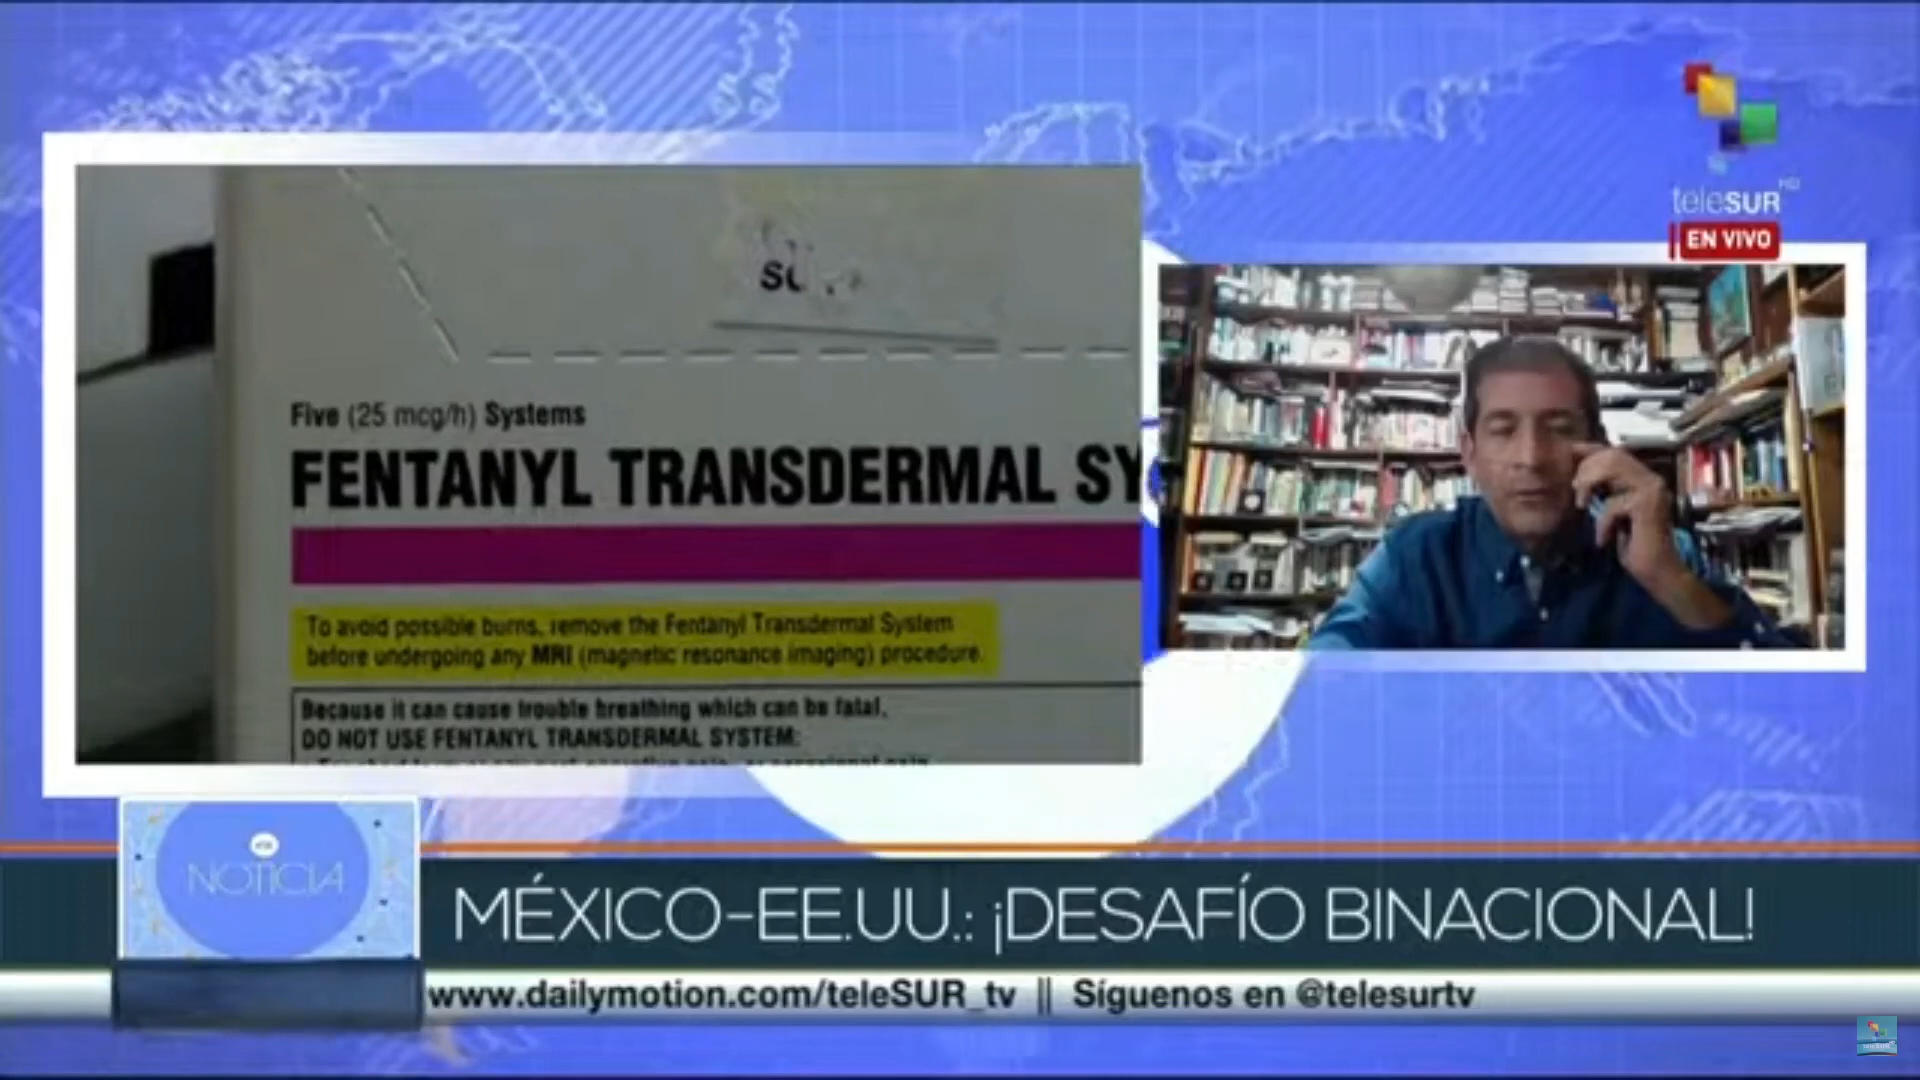 teleSUR HD
EN VIVO
Five (25 mcg/h) Systems
FENTANYL TRANSDERMAL SY
To avoid possible burns, remove the Fentanyl Transdermal System
before undergoing any MRI (magnetic resonance imaging) procedure.
Because it can cause trouble breathing which can be fatal,
DO NOT USE FENTANYL TRANSDERMAL SYSTEM:
NOTICIA
MÉXICO-EE.UU.: ¡DESAFÍO BINACIONAL!
www.dailymotion.com/teleSUR_tv || Síguenos en @telesurtv